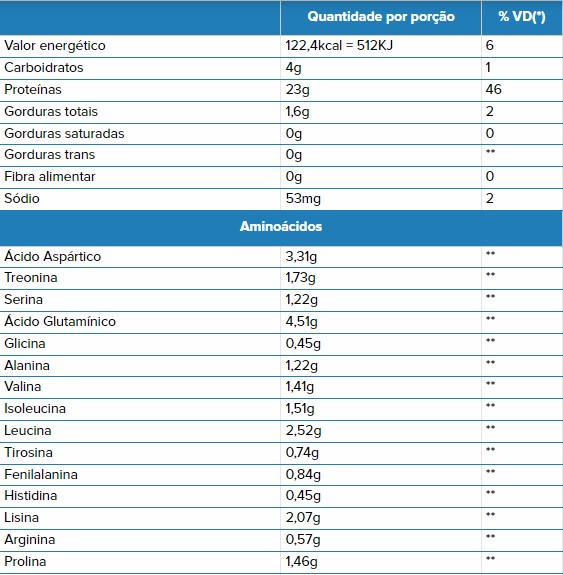 Quantidade por porção % VD(*)
Valor energético 122,4kcal = 512KJ 6
Carboidratos 4g 1
Proteínas 23g 46
Gorduras totais 1,6g 2
Gorduras saturadas 0g 0
Gorduras trans 0g **
Fibra alimentar 0g 0
Sódio 53mg 2
Aminoácidos
Ácido Aspártico 3,31g **
Treonina 1,73g **
Serina 1,22g **
Ácido Glutamínico 4,51g **
Glicina 0,45g **
Alanina 1,22g **
Valina 1,41g **
Isoleucina 1,51g **
Leucina 2,52g **
Tirosina 0,74g **
Fenilalanina 0,84g **
Histidina 0,45g **
Lisina 2,07g **
Arginina 0,57g **
Prolina 1,46g **